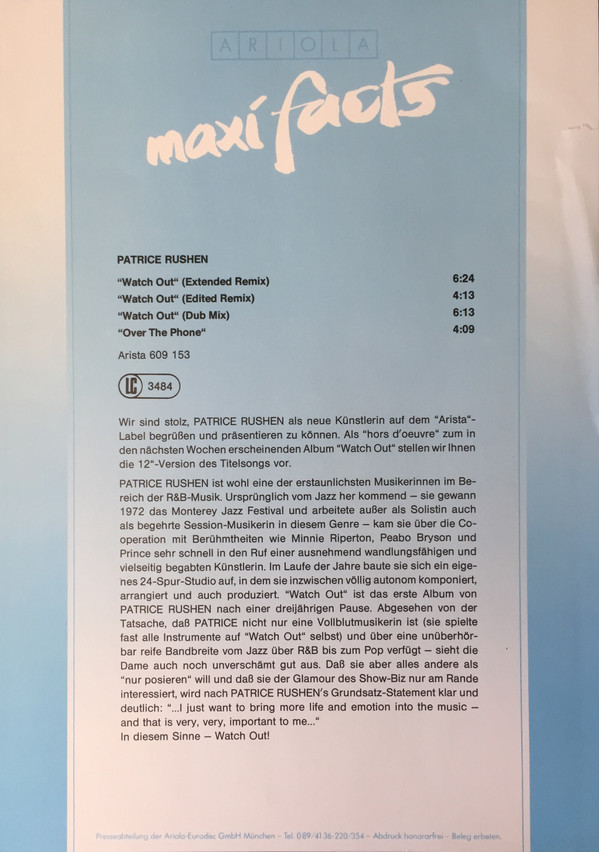 ARIOLA
maxi facts
PATRICE RUSHEN
“Watch Out“ (Extended Remix) 6:24
“Watch Out“ (Edited Remix) 4:13
“Watch Out“ (Dub Mix) 6:13
“Over The Phone“ 4:09
Arista 609 153
LC 3484
Wir sind stolz, PATRICE RUSHEN als neue Künstlerin auf dem “Arista“-
Label begrüßen und präsentieren zu können. Als “hors d’oeuvre“ zum in
den nächsten Wochen erscheinenden Album “Watch Out“ stellen wir Ihnen
die 12“-Version des Titelsongs vor.
PATRICE RUSHEN ist wohl eine der erstaunlichsten Musikerinnen im Be-
reich der R&B-Musik. Ursprünglich vom Jazz her kommend – sie gewann
1972 das Monterey Jazz Festival und arbeitete außer als Solistin auch
als begehrte Session-Musikerin in diesem Genre – kam sie über die Co-
operation mit Berühmtheiten wie Minnie Riperton, Peabo Bryson und
Prince sehr schnell in den Ruf einer ausnehmend wandlungsfähigen und
vielseitig begabten Künstlerin. Im Laufe der Jahre baute sie sich ein eige-
nes 24-Spur-Studio auf, in dem sie inzwischen völlig autonom komponiert,
arrangiert und auch produziert. “Watch Out“ ist das erste Album von
PATRICE RUSHEN nach einer dreijährigen Pause. Abgesehen von der
Tatsache, daß PATRICE nicht nur eine Vollblutmusikerin ist (sie spielte
fast alle Instrumente auf “Watch Out“ selbst) und über eine unüberhör-
bar reife Bandbreite vom Jazz über R&B bis zum Pop verfügt – sieht die
Dame auch noch unverschämt gut aus. Daß sie aber alles andere als
“nur posieren“ will und daß sie der Glamour des Show-Biz nur am Rande
interessiert, wird nach PATRICE RUSHEN’s Grundsatz-Statement klar und
deutlich: “...I just want to bring more life and emotion into the music –
and that is very, very, important to me...“
In diesem Sinne – Watch Out!
Presseabteilung der Ariola-Eurodisc GmbH München – Tel. 089/4136-220/354 – Abdruck honorarfrei – Beleg erbeten.